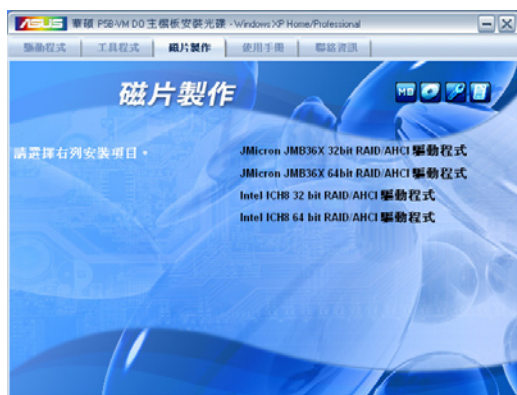 ASUS 華碩 P5B-VM DO 主機板安裝光碟 - Windows XP Home/Professional
驅動程式 工具程式 磁片製作 使用手冊 聯絡資訊
磁片製作
MB
請選擇右列安裝項目。
JMicron JMB36X 32bit RAID/AHCI 驅動程式
JMicron JMB36X 64bit RAID/AHCI 驅動程式
Intel ICH8 32 bit RAID/AHCI 驅動程式
Intel ICH8 64 bit RAID/AHCI 驅動程式